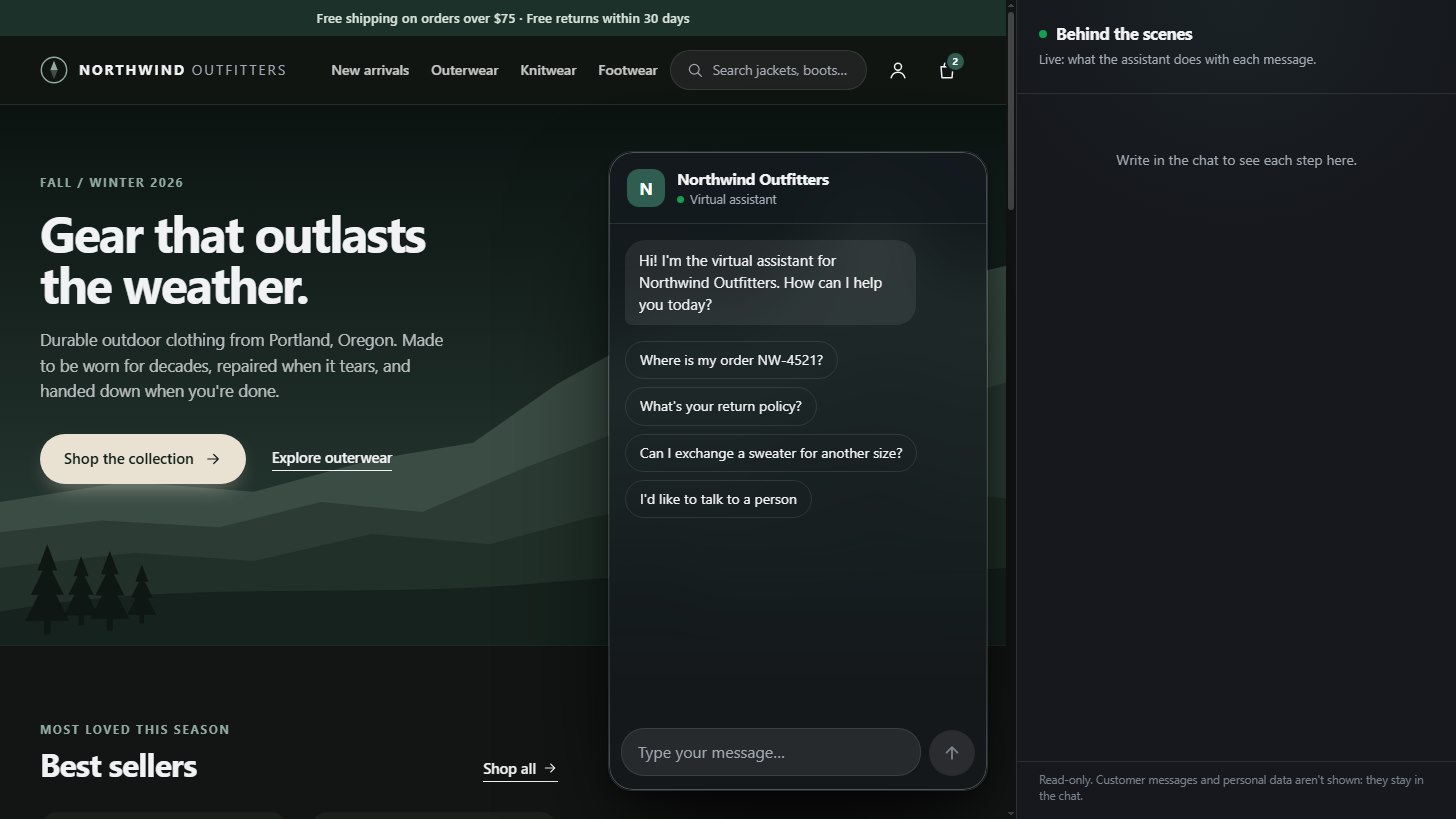 Free shipping on orders over $75 · Free returns within 30 days
NORTHWIND OUTFITTERS
New arrivals
Outerwear
Knitwear
Footwear
Search jackets, boots...
2
FALL / WINTER 2026
Gear that outlasts
the weather.
Durable outdoor clothing from Portland, Oregon. Made
to be worn for decades, repaired when it tears, and
handed down when you're done.
Shop the collection →
Explore outerwear
MOST LOVED THIS SEASON
Best sellers
Shop all →
N
Northwind Outfitters
Virtual assistant
Hi! I'm the virtual assistant for
Northwind Outfitters. How can I help
you today?
Where is my order NW-4521?
What's your return policy?
Can I exchange a sweater for another size?
I'd like to talk to a person
Type your message...
Behind the scenes
Live: what the assistant does with each message.
Write in the chat to see each step here.
Read-only. Customer messages and personal data aren't shown: they stay in
the chat.